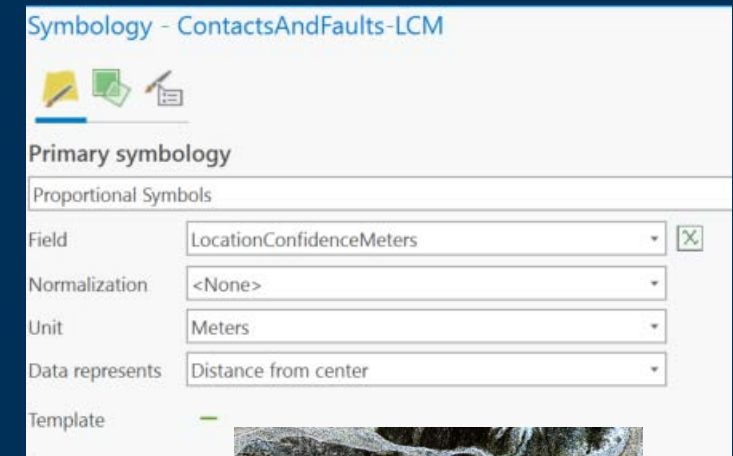 Symbology - ContactsAndFaults-LCM
Primary symbology
Proportional Symbols
Field LocationConfidenceMeters
Normalization <None>
Unit Meters
Data represents Distance from center
Template